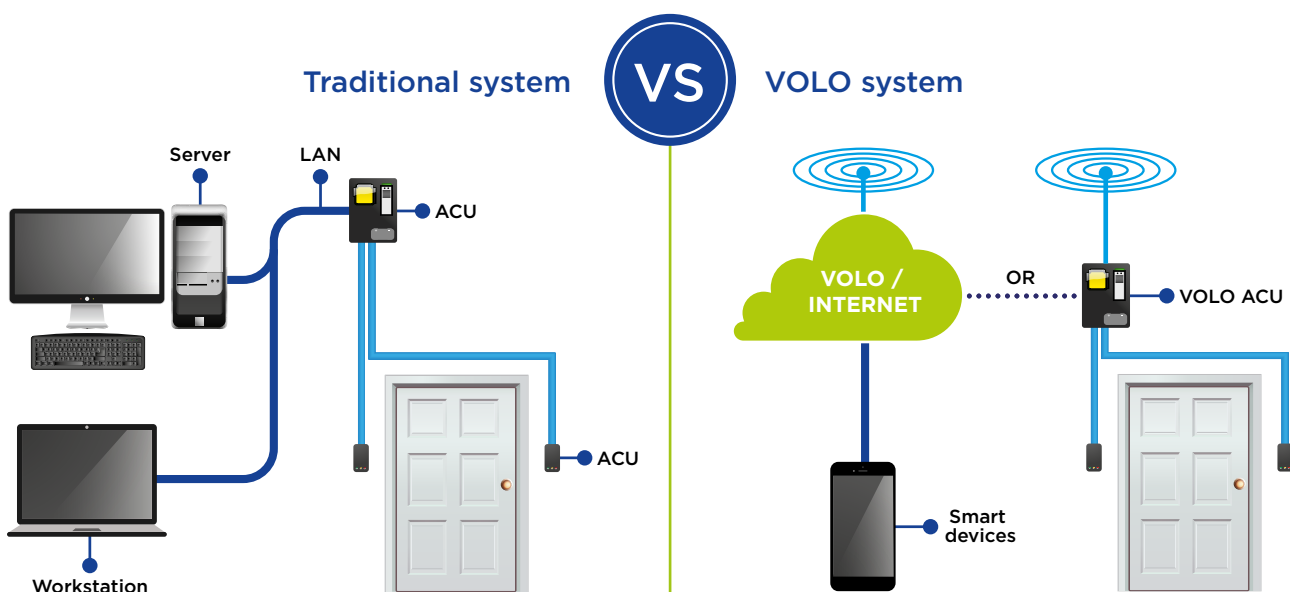 Traditional system
VS
VOLO system
Server
LAN
ACU
ACU
Workstation
VOLO /
INTERNET
OR
VOLO ACU
Smart
devices